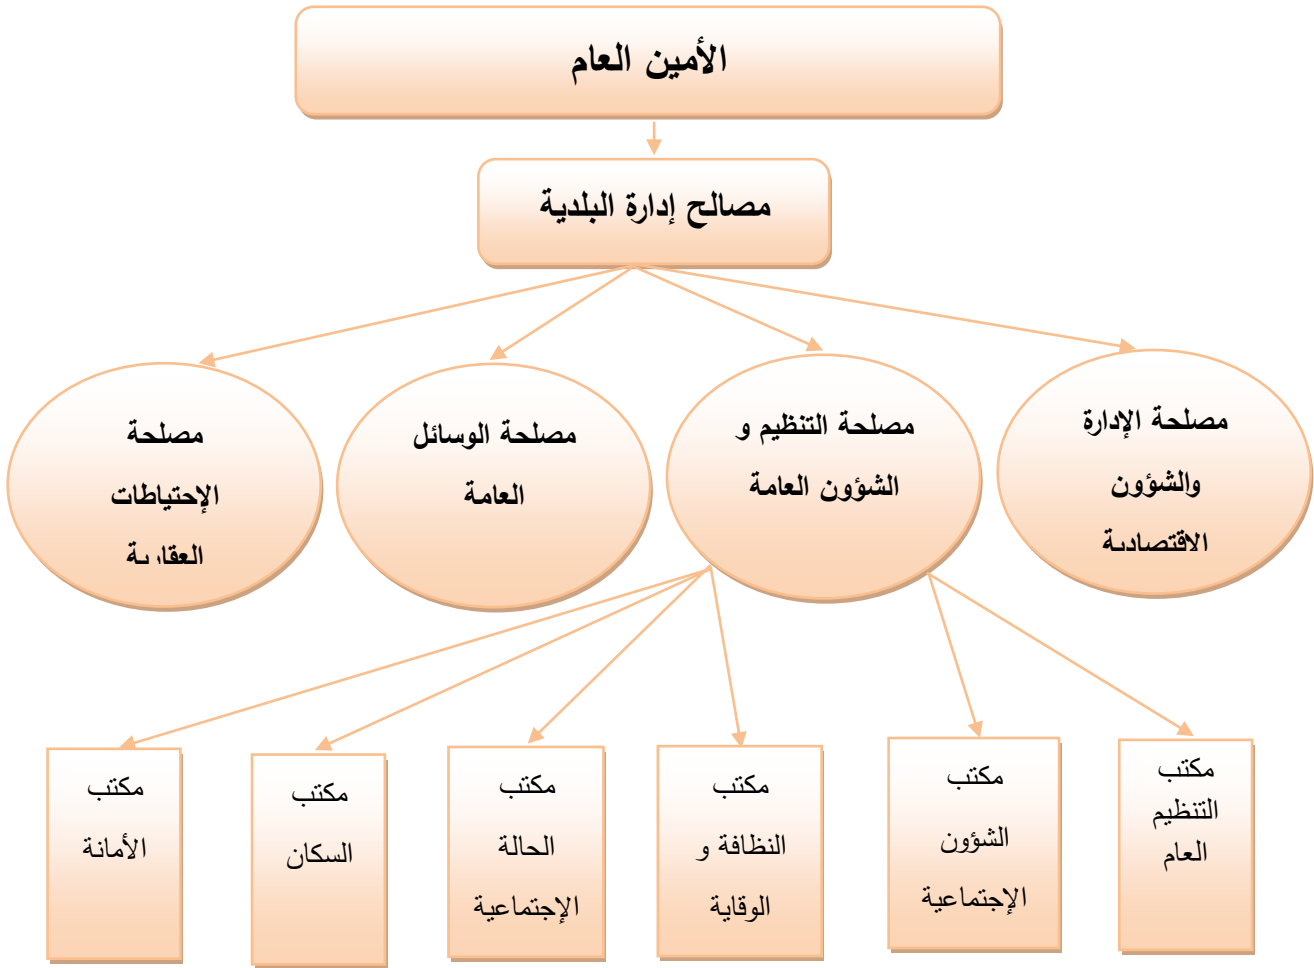 الأمين العام
مصالح إدارة البلدية
مصلحة الإدارة
والشؤون
الاقتصادية
مصلحة التنظيم و
الشؤون العامة
مصلحة الوسائل
العامة
مصلحة
الإحتياطات
العقارية
مكتب
التنظيم
العام
مكتب
الشؤون
الإجتماعية
مكتب
النظافة و
الوقاية
مكتب
الحالة
الإجتماعية
مكتب
السكان
مكتب
الأمانة